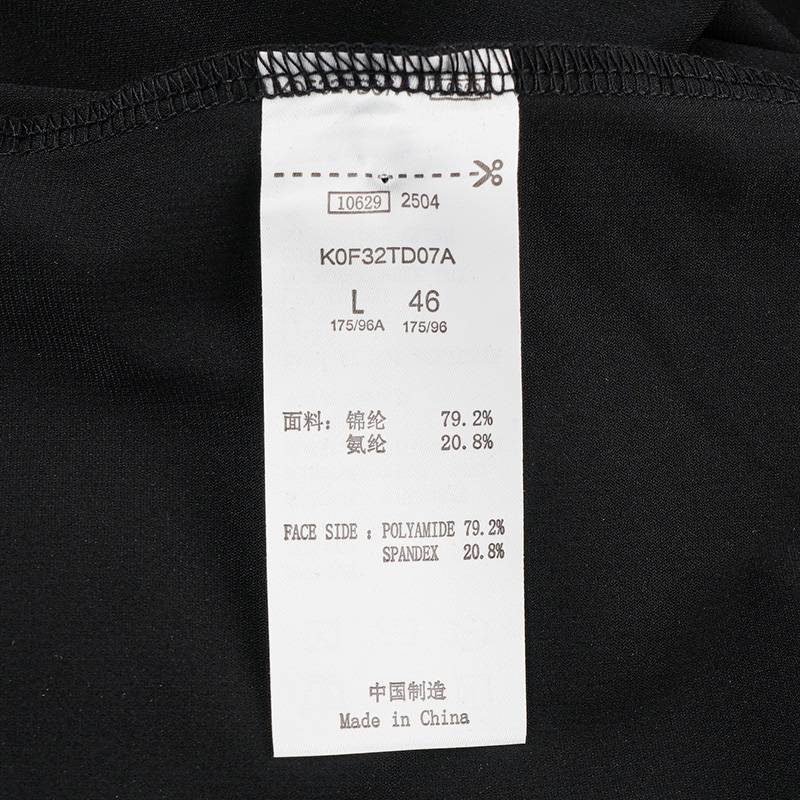 10629 2504
K0F32TD07A
L 46
175/96A 175/96
面料: 锦纶 79.2%
氨纶 20.8%
FACE SIDE : POLYAMIDE 79.2%
SPANDEX 20.8%
中国制造
Made in China